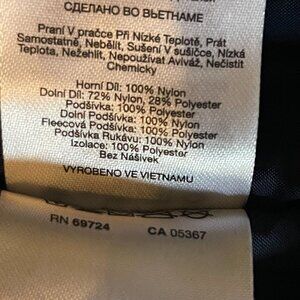 СДЕЛАНО ВО ВЬЕТНАМЕ
Praní V pračce Při Nízké Teplotě, Prát
Samostatně, Nebělit, Sušení V sušičce, Nízká
Teplota, Nežehlit, Nepoužívat Aviváž, Nečistit
Chemicky
Horní Díl: 100% Nylon
Dolní Díl: 72% Nylon, 28% Polyester
Podšívka: 100% Nylon
Dolní Podšívka: 100% Nylon
Fleecová Podšívka: 100% Polyester
Podšívka Rukávu: 100% Nylon
Izolace: 100% Polyester
Bez Nášivek
VYROBENO VE VIETNAMU
RN 69724
CA 05367